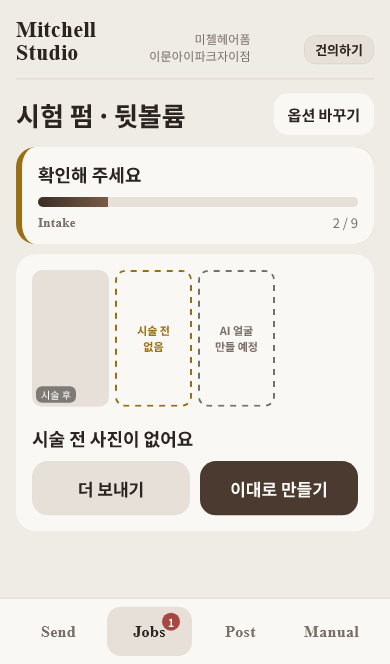 Mitchell
Studio
미젤헤어폼
이문아이파크자이점
건의하기
시험 펌 · 뒷볼륨
옵션 바꾸기
확인해 주세요
Intake
2 / 9
시술 후
시술 전
없음
AI 얼굴
만들 예정
시술 전 사진이 없어요
더 보내기
이대로 만들기
Send
Jobs
1
Post
Manual